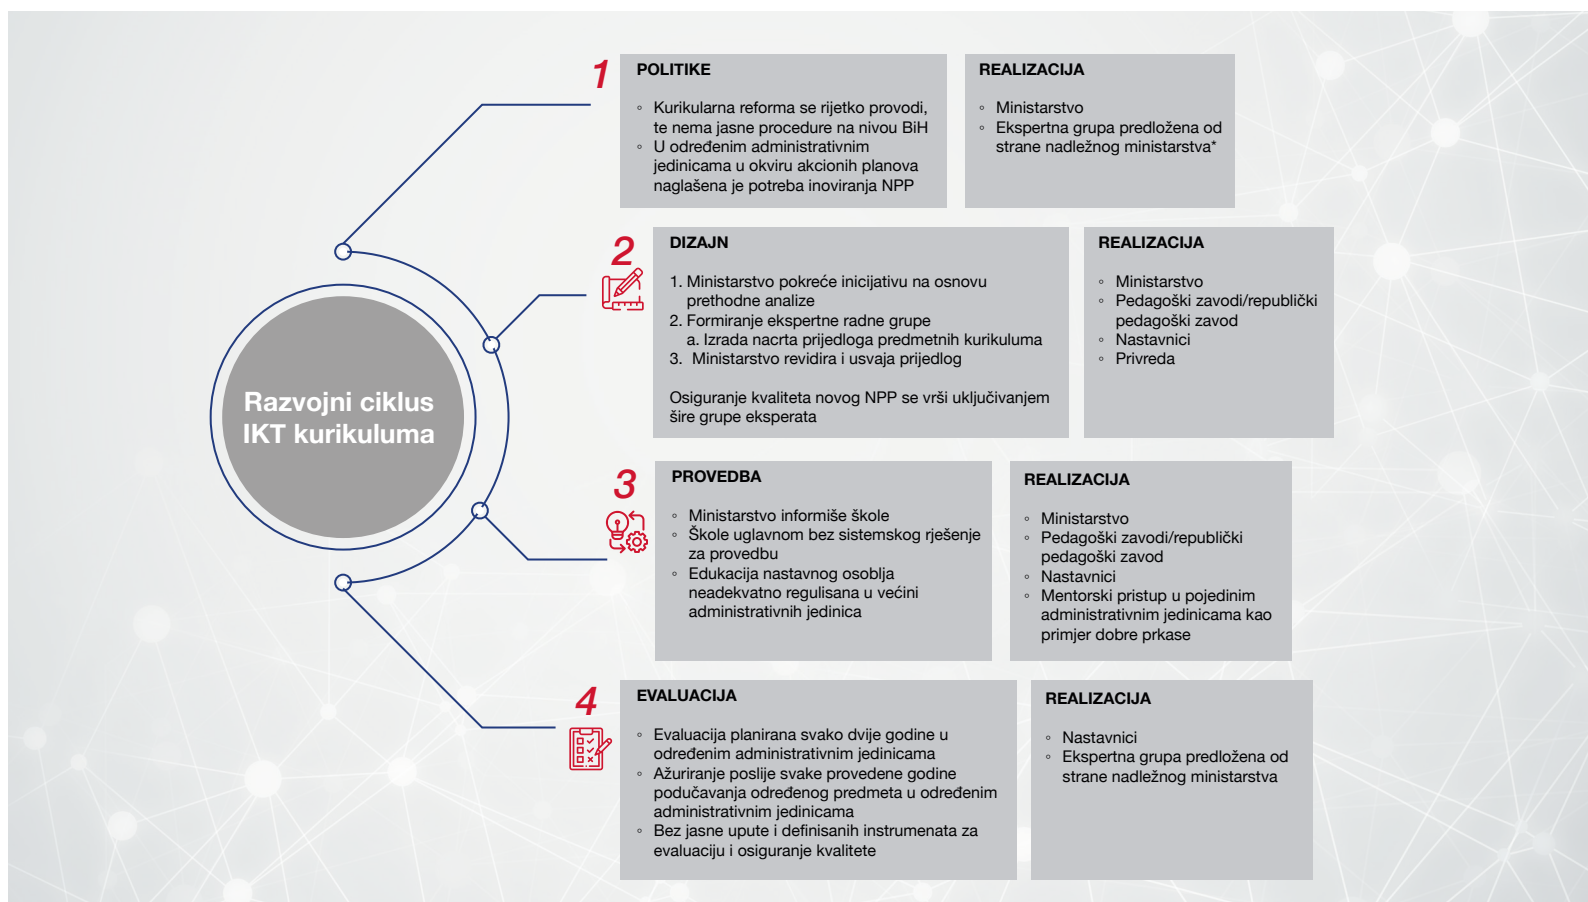 Razvojni ciklus
IKT kurikuluma
1
POLITIKE
◦ Kurikularna reforma se rijetko provodi,
te nema jasne procedure na nivou BiH
◦ U određenim administrativnim
jedinicama u okviru akcionih planova
naglašena je potreba inoviranja NPP
REALIZACIJA
◦ Ministarstvo
◦ Ekspertna grupa predložena od
strane nadležnog ministarstva*
2
DIZAJN
1. Ministarstvo pokreće inicijativu na osnovu
prethodne analize
2. Formiranje ekspertne radne grupe
a. Izrada nacrta prijedloga predmetnih kurikuluma
3. Ministarstvo revidira i usvaja prijedlog
Osiguranje kvaliteta novog NPP se vrši uključivanjem
šire grupe eksperata
REALIZACIJA
◦ Ministarstvo
◦ Pedagoški zavodi/republički
pedagoški zavod
◦ Nastavnici
◦ Privreda
3
PROVEDBA
◦ Ministarstvo informiše škole
◦ Škole uglavnom bez sistemskog rješenje
za provedbu
◦ Edukacija nastavnog osoblja
neadekvatno regulisana u većini
administrativnih jedinica
REALIZACIJA
◦ Ministarstvo
◦ Pedagoški zavodi/republički
pedagoški zavod
◦ Nastavnici
◦ Mentorski pristup u pojedinim
administrativnim jedinicama kao
primjer dobre prkase
4
EVALUACIJA
◦ Evaluacija planirana svako dvije godine u
određenim administrativnim jedinicama
◦ Ažuriranje poslije svake provedene godine
podučavanja određenog predmeta u određenim
administrativnim jedinicama
◦ Bez jasne upute i definisanih instrumenata za
evaluaciju i osiguranje kvalitete
REALIZACIJA
◦ Nastavnici
◦ Ekspertna grupa predložena od
strane nadležnog ministarstva